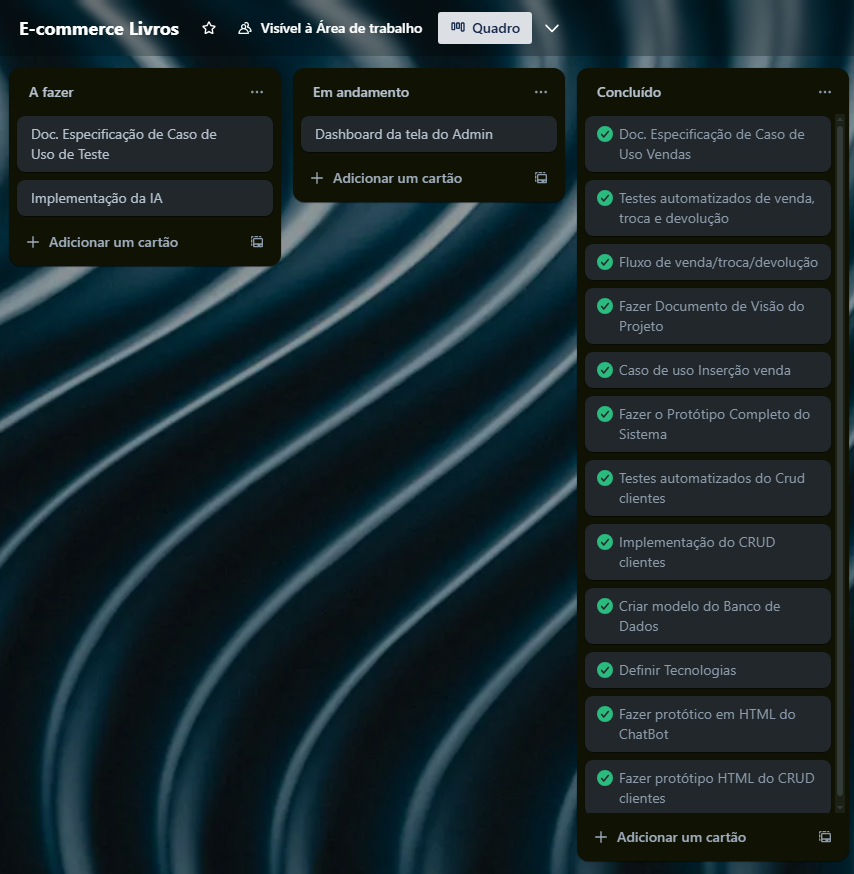 E-commerce Livros
Visível à Área de trabalho
Quadro
A fazer
Doc. Especificação de Caso de
Uso de Teste
Implementação da IA
Adicionar um cartão
Em andamento
Dashboard da tela do Admin
Adicionar um cartão
Concluído
Doc. Especificação de Caso de
Uso Vendas
Testes automatizados de venda,
troca e devolução
Fluxo de venda/troca/devolução
Fazer Documento de Visão do
Projeto
Caso de uso Inserção venda
Fazer o Protótipo Completo do
Sistema
Testes automatizados do Crud
clientes
Implementação do CRUD
clientes
Criar modelo do Banco de
Dados
Definir Tecnologias
Fazer protótico em HTML do
ChatBot
Fazer protótipo HTML do CRUD
clientes
Adicionar um cartão